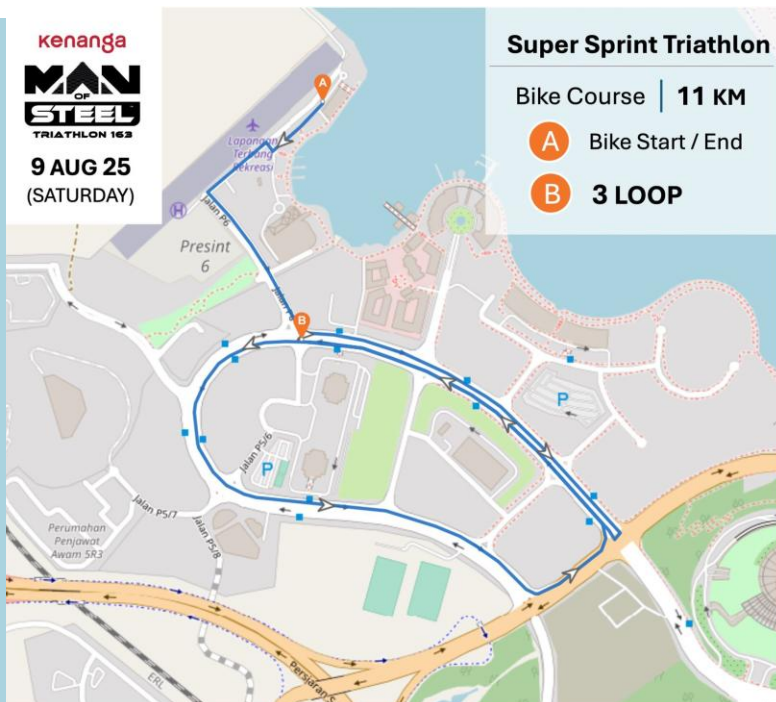 Kenanga
MAN
OF
STEEL
TRIATHLON 163
9 AUG 25
(SATURDAY)
Super Sprint Triathlon
Bike Course | 11 KM
A Bike Start / End
B 3 LOOP
A
Lapangan
Terbang
Rekreasi
H
Jalan P6
Presint
6
B
P
Jalan P5/6
P
Jalan P5/7
Jalan P5/8
Perumahan
Penjawat
Awam 5R3
ERL